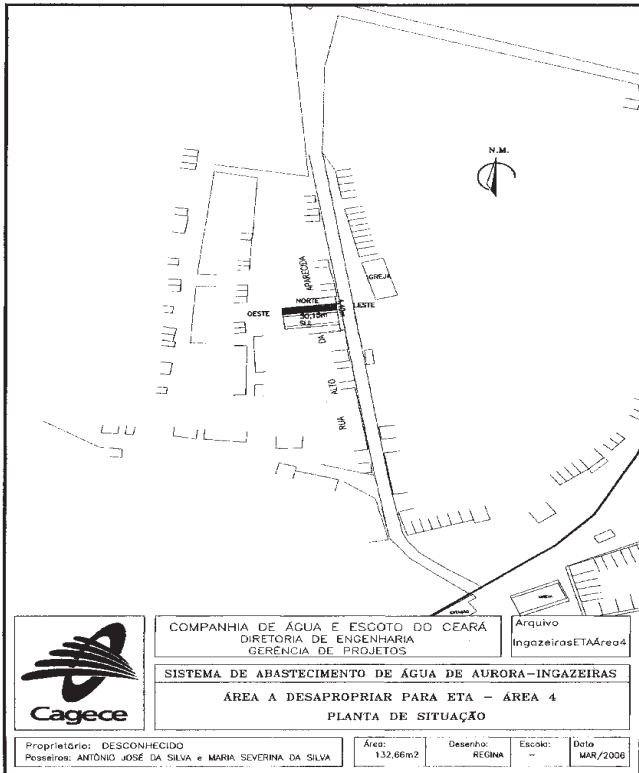 N.M.
IGREJA
APARECIDA
NORTE
OESTE
LESTE
30,15m
SUL
DA
ALTO
RUA
ESTAÇÃO
COMPANHIA DE ÁGUA E ESGOTO DO CEARÁ
DIRETORIA DE ENGENHARIA
GERÊNCIA DE PROJETOS
Arquivo
IngazeirasETAÁrea4
SISTEMA DE ABASTECIMENTO DE ÁGUA DE AURORA-INGAZEIRAS
ÁREA A DESAPROPRIAR PARA ETA - ÁREA 4
PLANTA DE SITUAÇÃO
Cagece
Proprietário: DESCONHECIDO
Posseiros: ANTÔNIO JOSÉ DA SILVA e MARIA SEVERINA DA SILVA
Área:
132,66m2
Desenho:
REGINA
Escala:
--
Data
MAR/2006